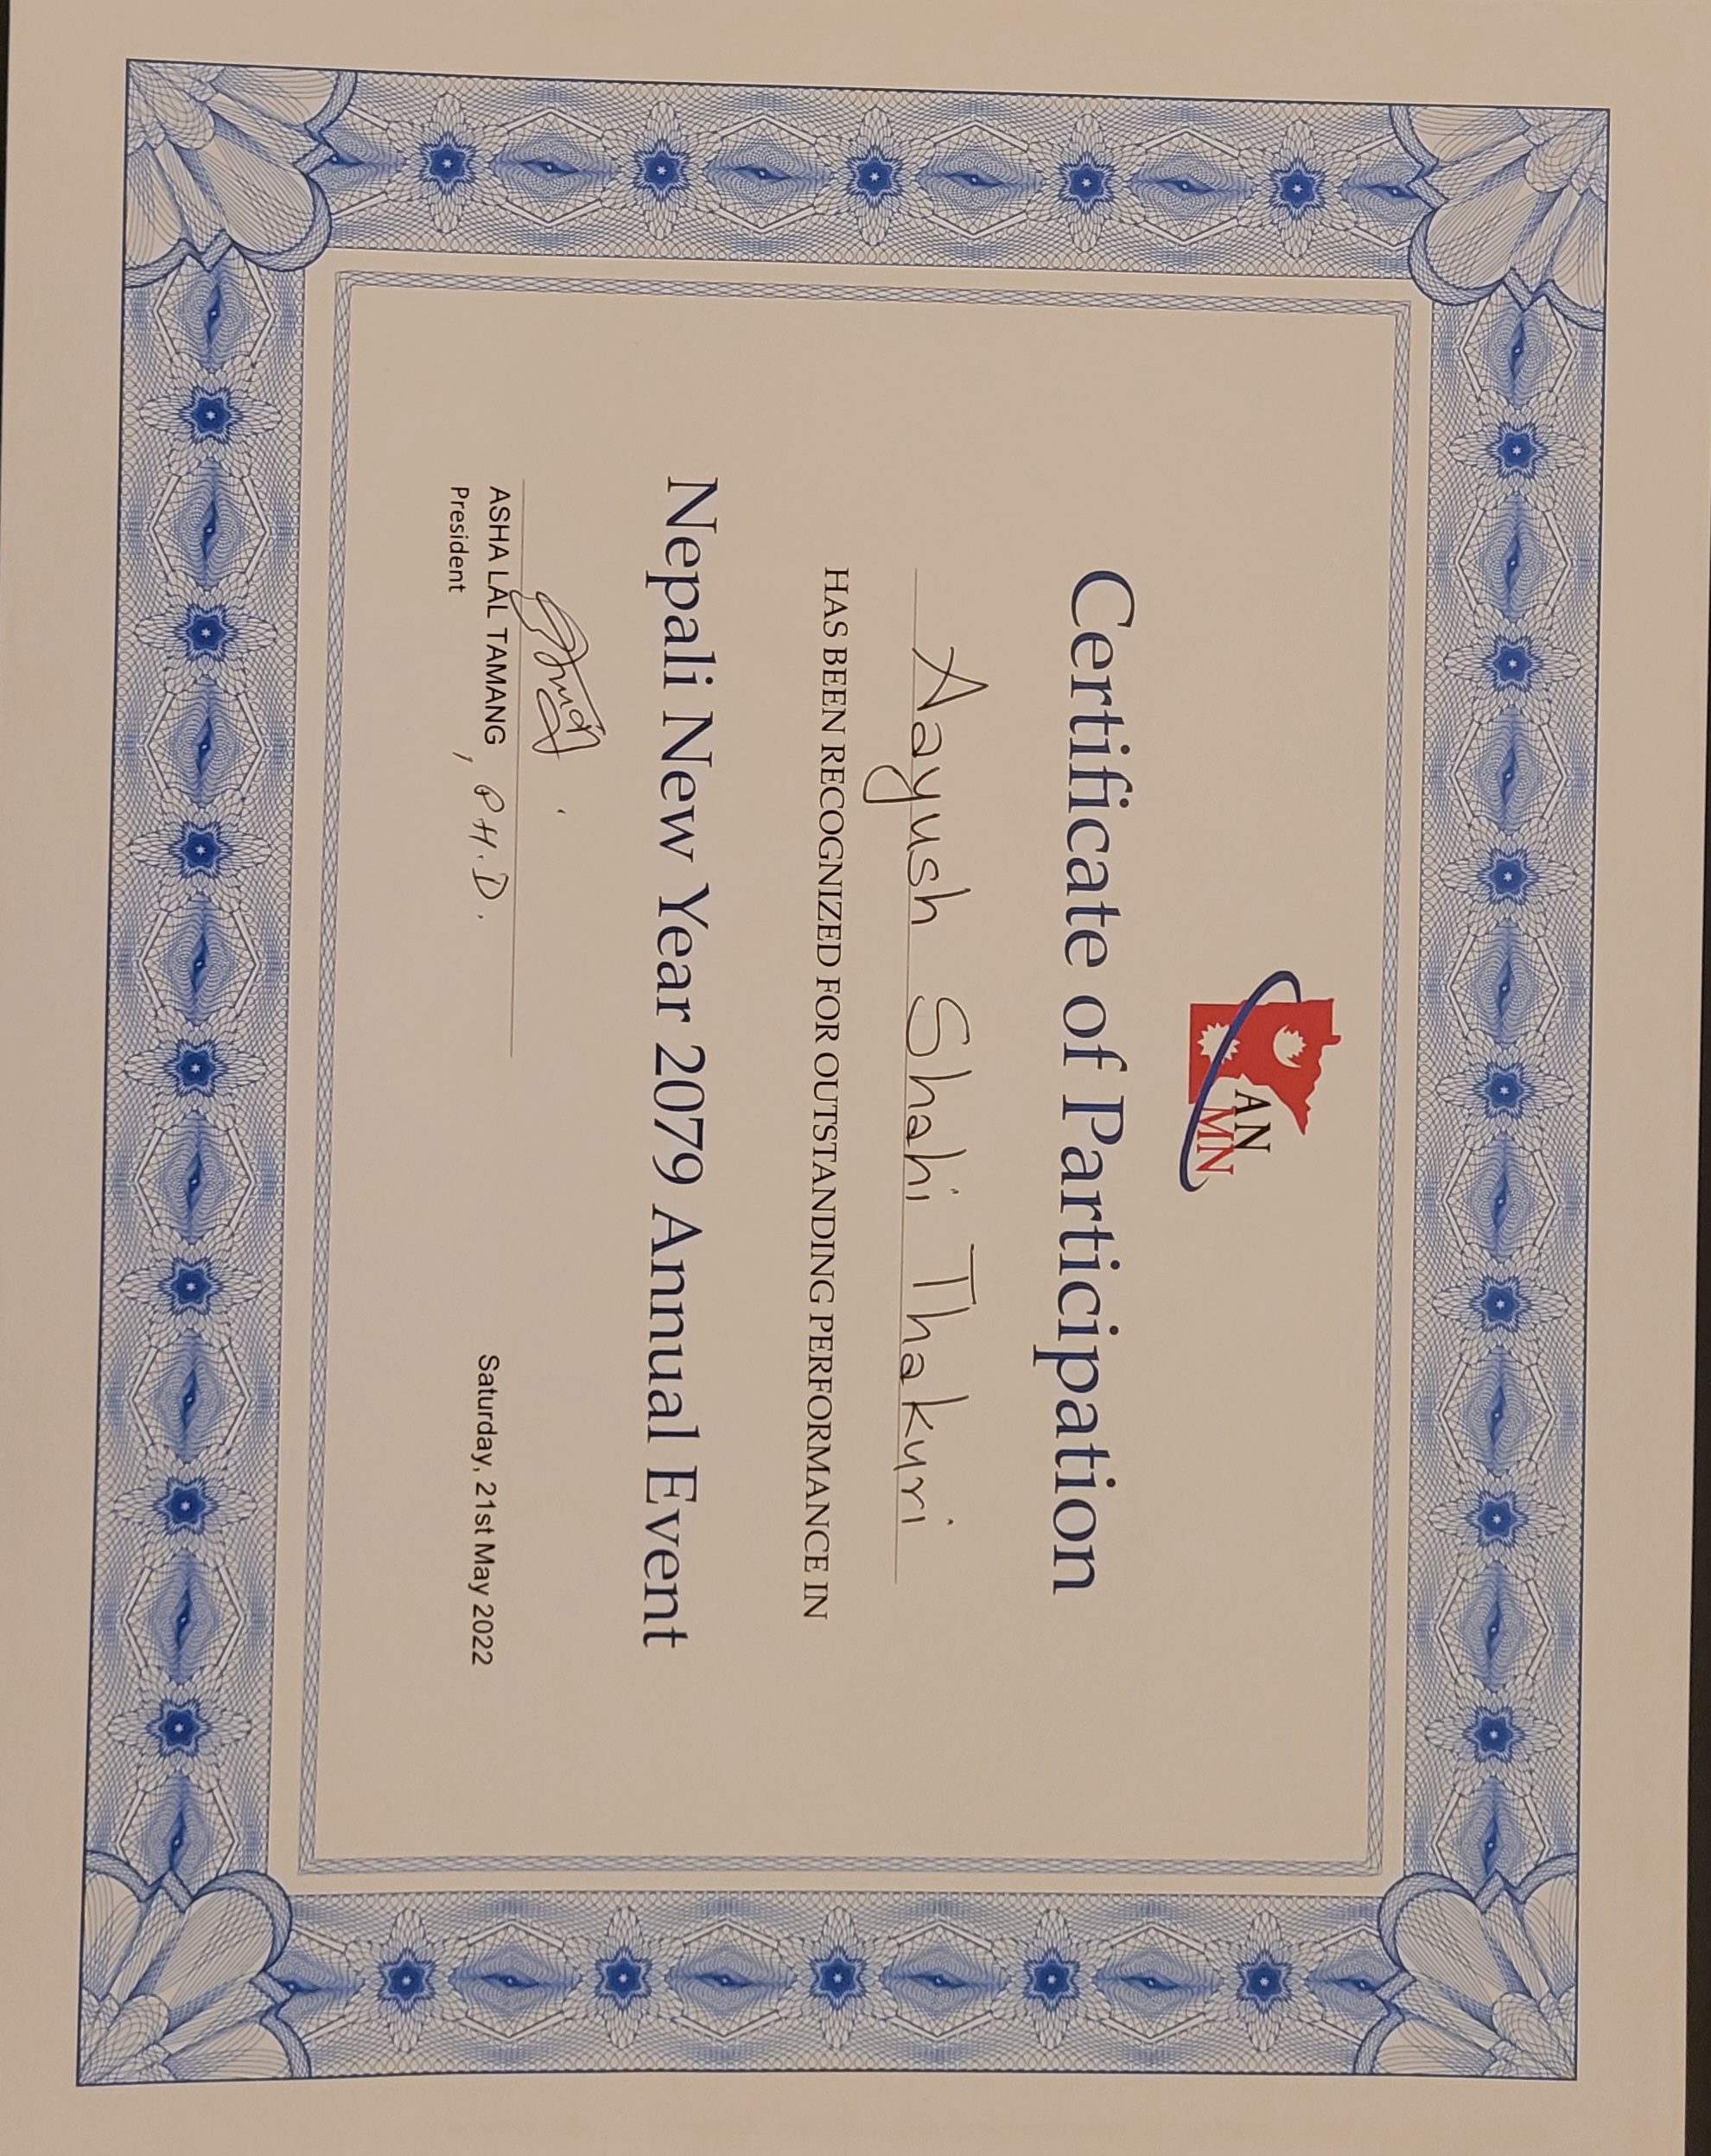 AN
MN
Certificate of Participation
Aayush Shahi Thakuri
HAS BEEN RECOGNIZED FOR OUTSTANDING PERFORMANCE IN
Nepali New Year 2079 Annual Event
ASHA LAL TAMANG, PH.D.
President
Saturday, 21st May 2022